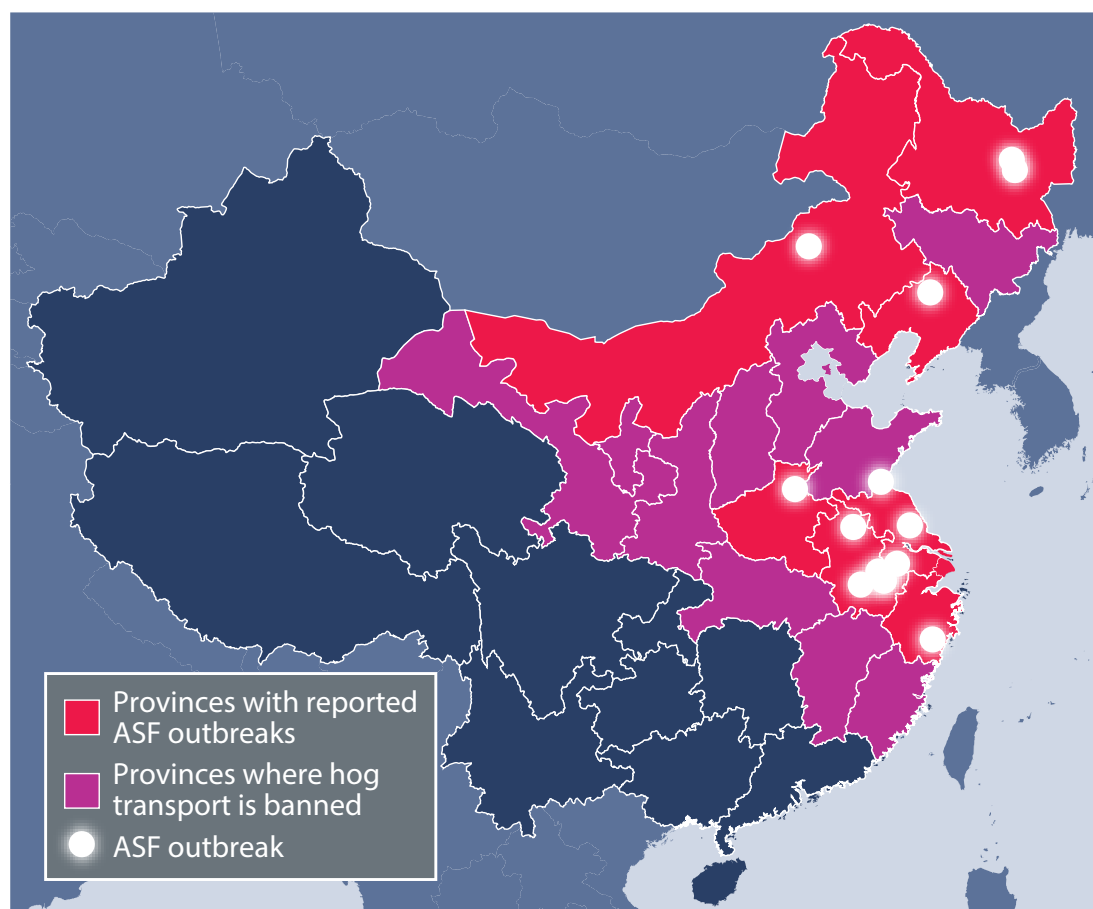 Provinces with reported
ASF outbreaks
Provinces where hog
transport is banned
ASF outbreak